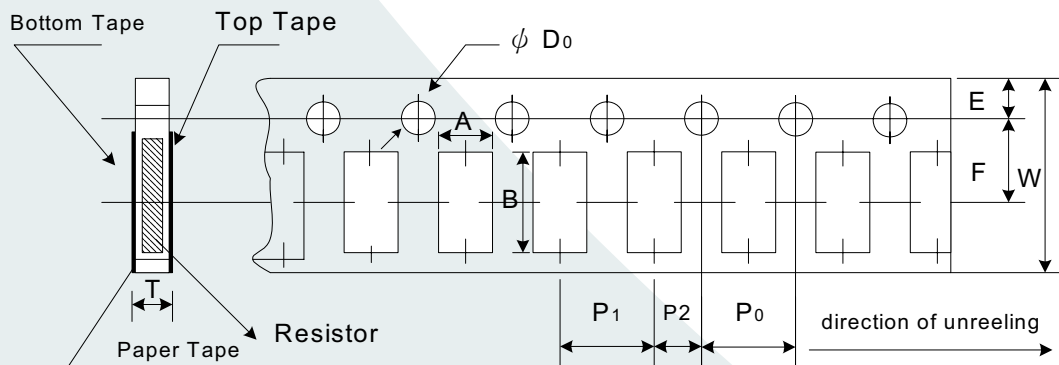 Bottom Tape
Top Tape
ϕ D0
A
E
F
W
B
T
P1
P2
P0
Resistor
direction of unreeling
Paper Tape